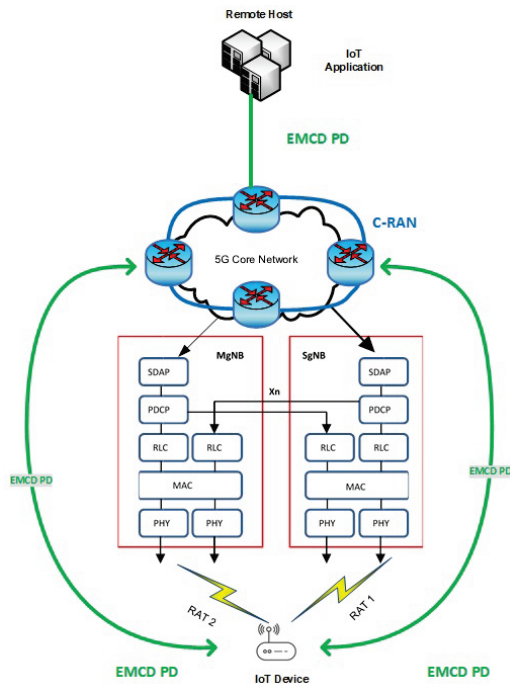 Remote Host
IoT
Application
EMCD PD
C-RAN
5G Core Network
MgNB
SgNB
SDAP
SDAP
Xn
PDCP
PDCP
RLC
RLC
RLC
RLC
MAC
MAC
EMCD PD
EMCD PD
PHY
PHY
PHY
PHY
RAT 2
RAT 1
EMCD PD
EMCD PD
IoT Device